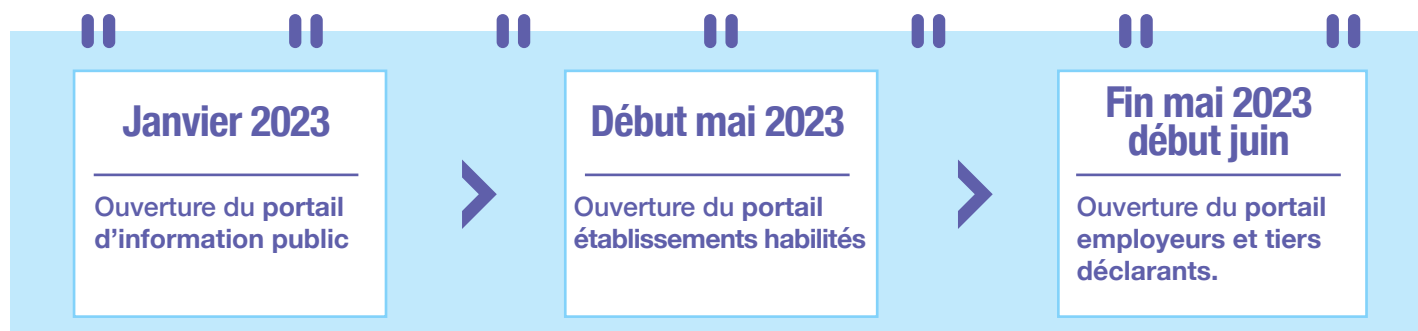 Janvier 2023
Ouverture du portail
d’information public
Début mai 2023
Ouverture du portail
établissements habilités
Fin mai 2023
début juin
Ouverture du portail
employeurs et tiers
déclarants.